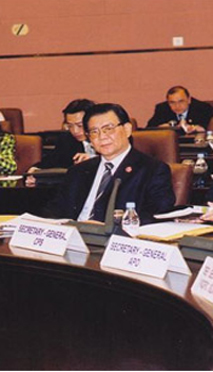 SECRETARY - GENERAL
CPS
SECRETARY - GENERAL
APO